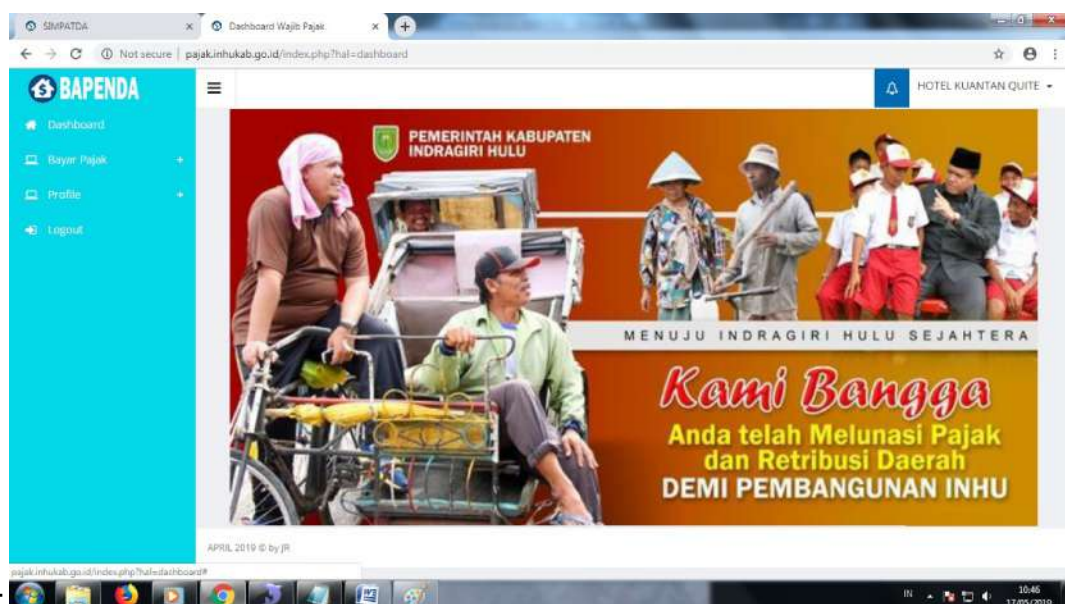 SIMPATDA
Dashboard Wajib Pajak
Not secure | pajak.inhukab.go.id/index.php?hal=dashboard
BAPENDA
HOTEL KUANTAN QUITE
Dashboard
Bayar Pajak
Profile
Logout
PEMERINTAH KABUPATEN
INDRAGIRI HULU
MENUJU INDRAGIRI HULU SEJAHTERA
Kami Bangga
Anda telah Melunasi Pajak
dan Retribusi Daerah
DEMI PEMBANGUNAN INHU
APRIL 2019 © by JR
pajak.inhukab.go.id/index.php?hal=dashboard#
IN
10:46
17/05/2019